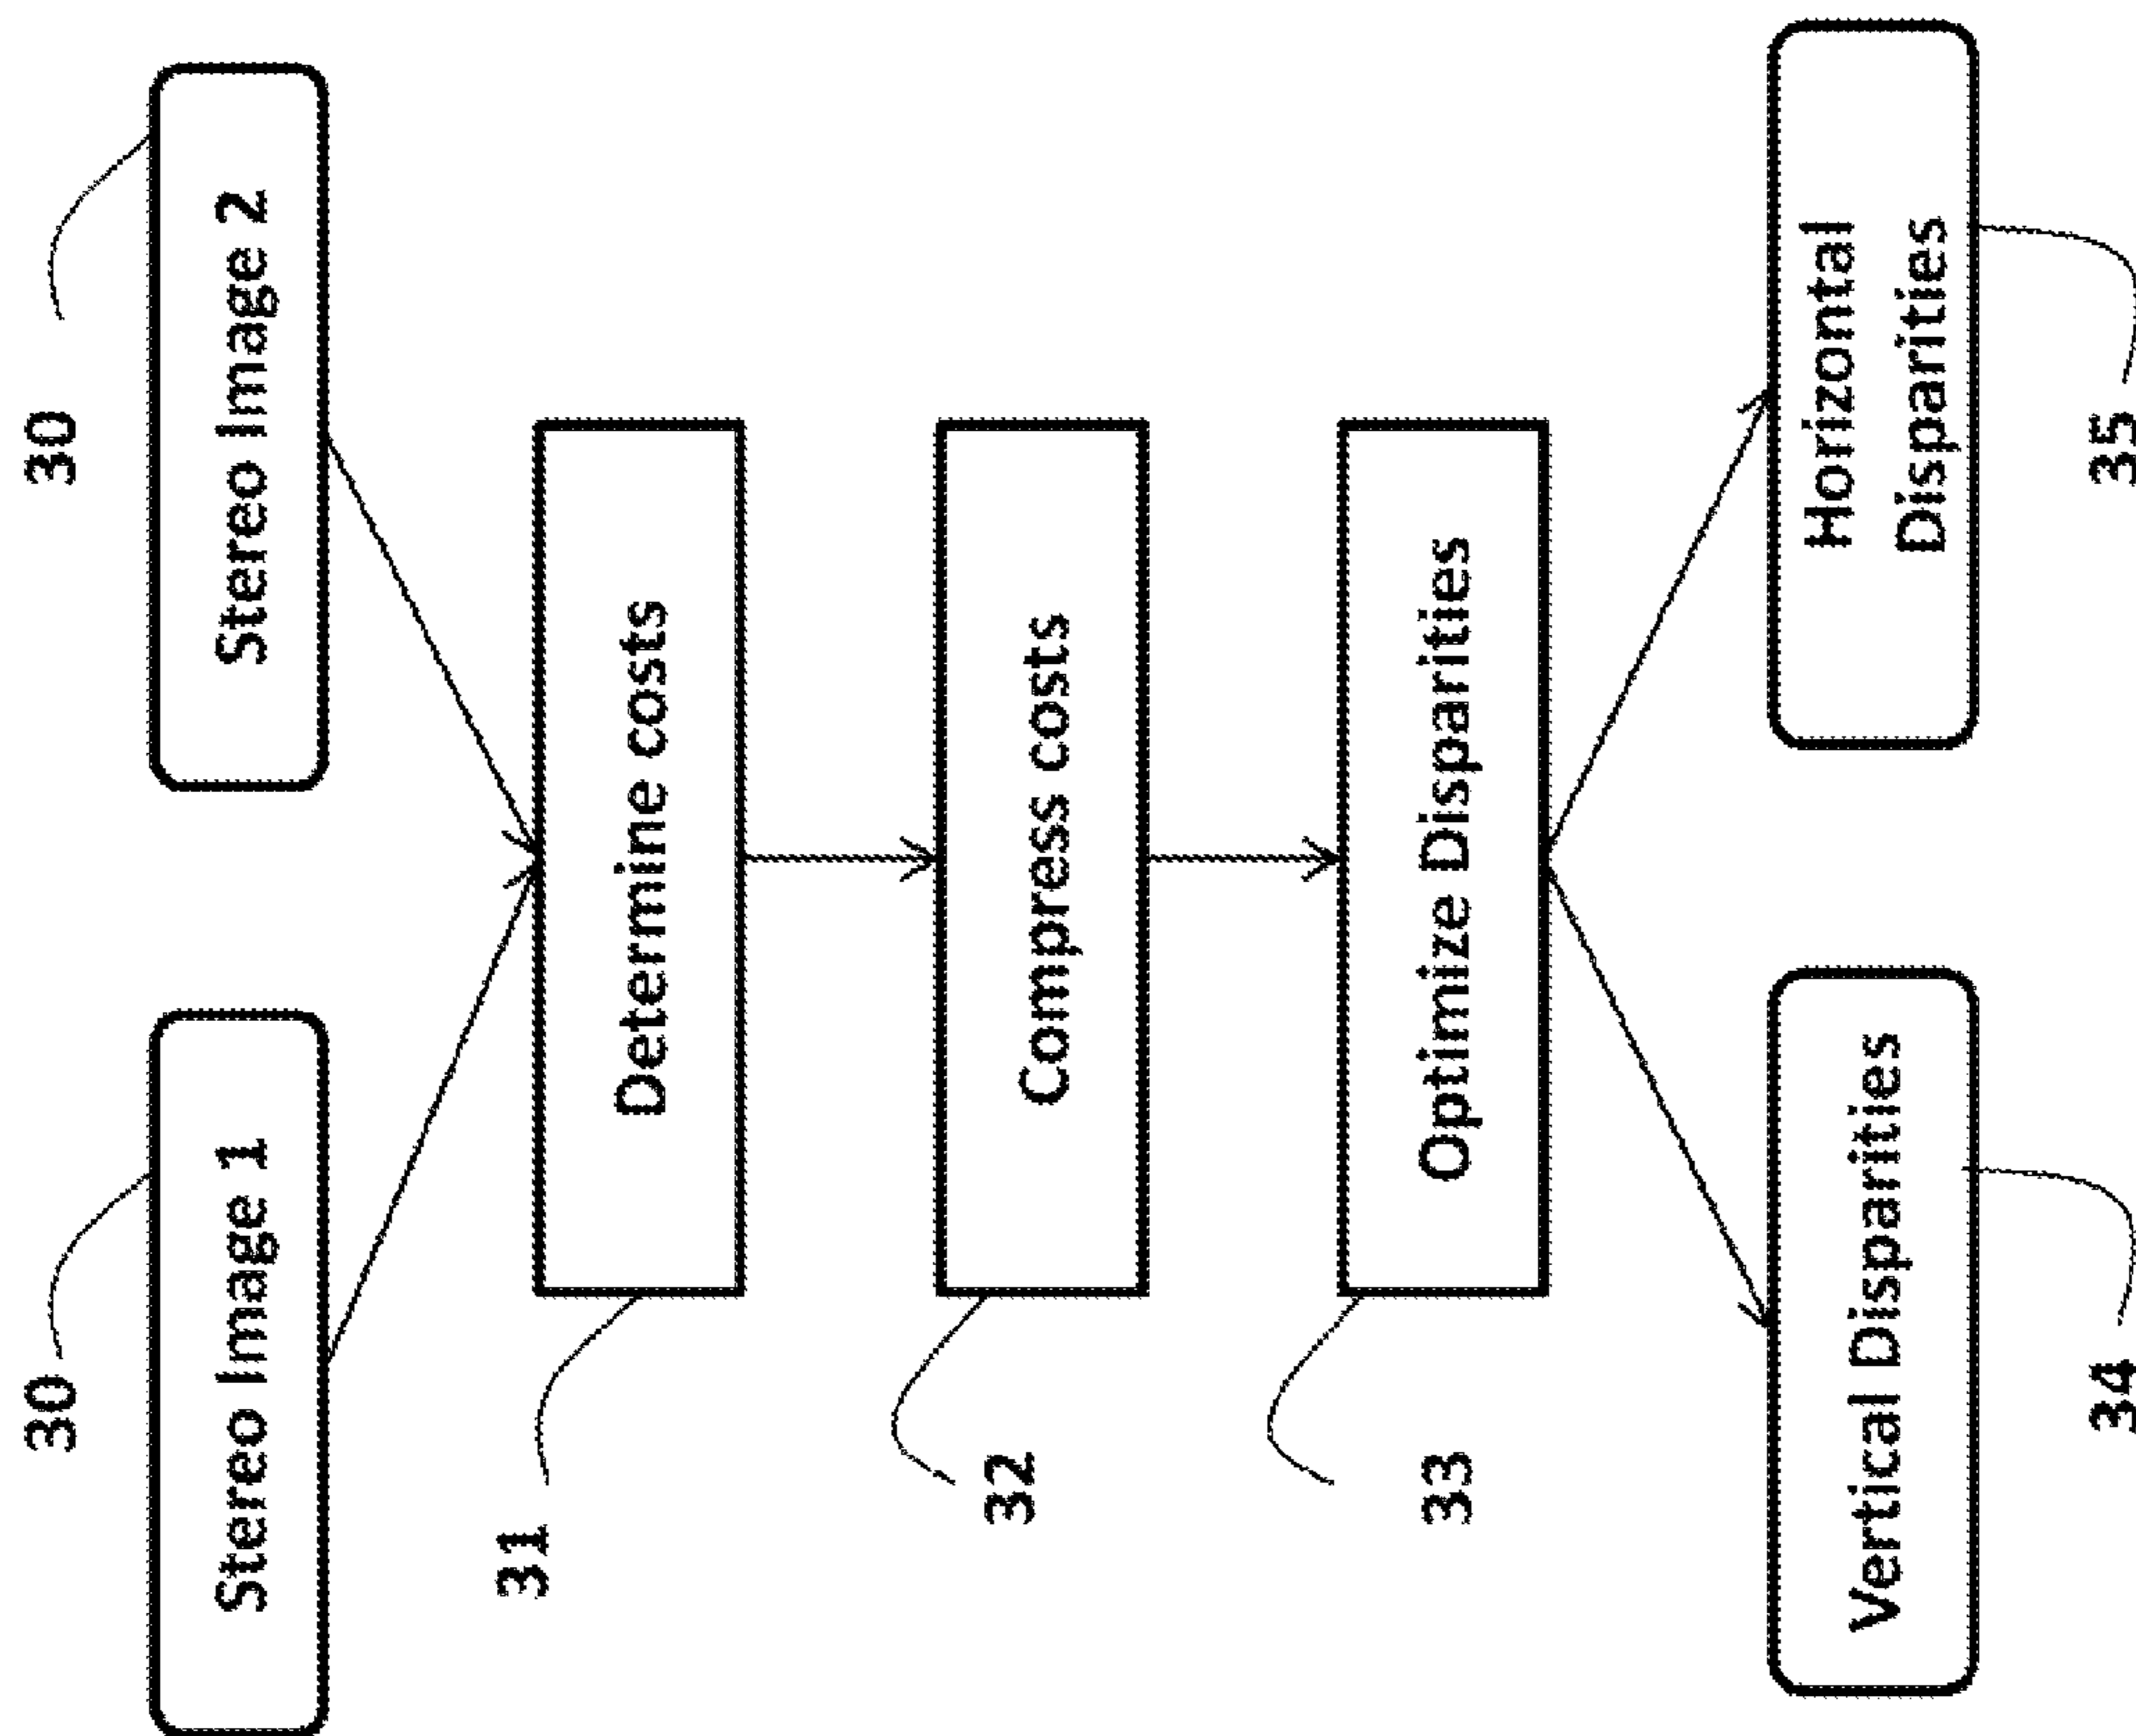 30
30
Stereo Image 1
Stereo Image 2
31
Determine costs
32
Compress costs
33
Optimize Disparities
Vertical Disparities
Horizontal
Disparities
34
35